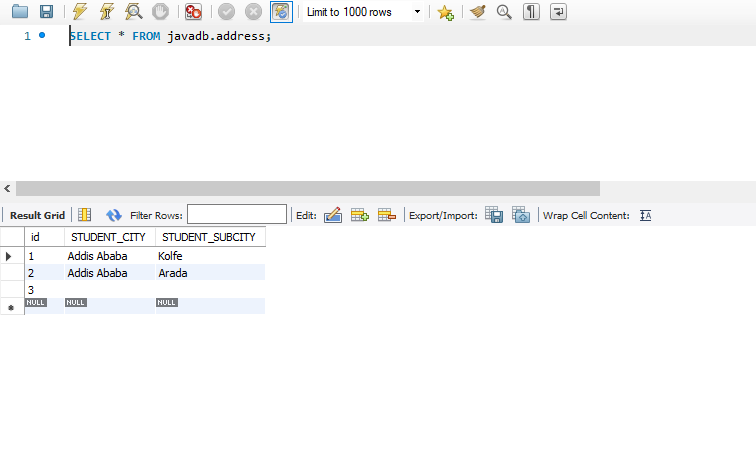 Limit to 1000 rows
1 SELECT * FROM javadb.address;
Result Grid Filter Rows: Edit: Export/Import: Wrap Cell Content:
id STUDENT_CITY STUDENT_SUBCITY
1 Addis Ababa Kolfe
2 Addis Ababa Arada
3
NULL NULL NULL